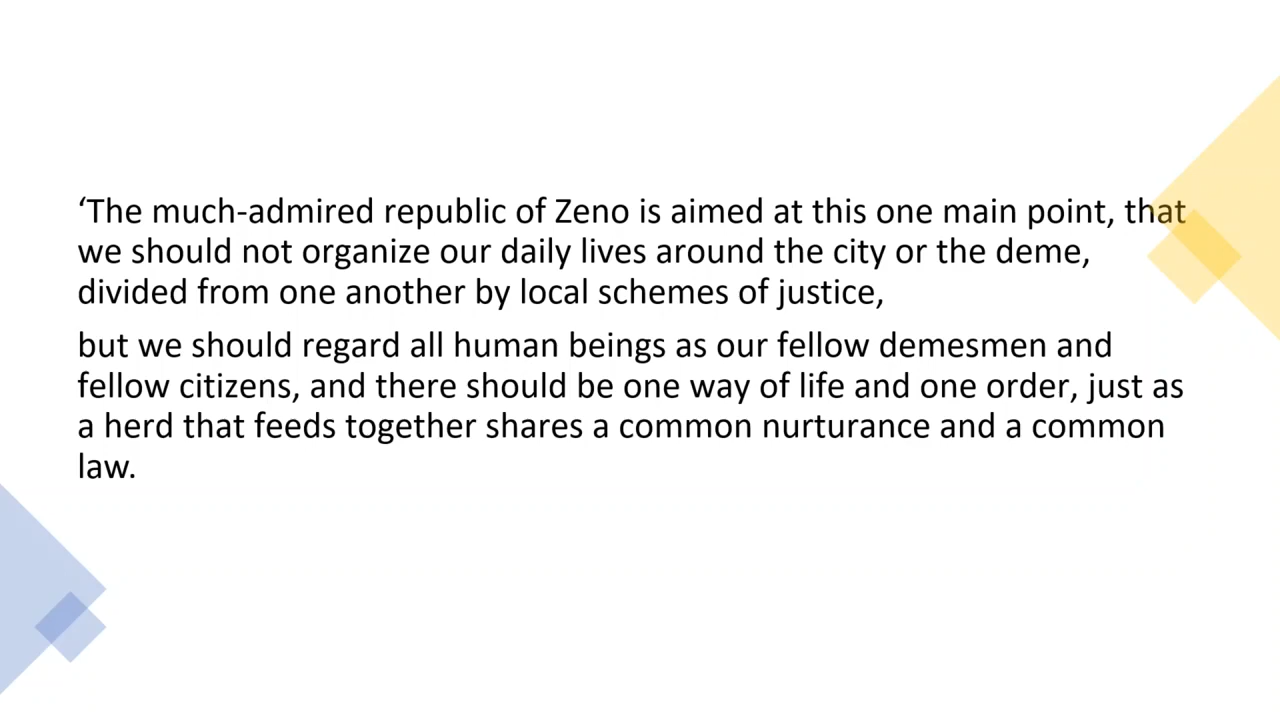 ‘The much-admired republic of Zeno is aimed at this one main point, that
we should not organize our daily lives around the city or the deme,
divided from one another by local schemes of justice,
but we should regard all human beings as our fellow demesmen and
fellow citizens, and there should be one way of life and one order, just as
a herd that feeds together shares a common nurturance and a common
law.